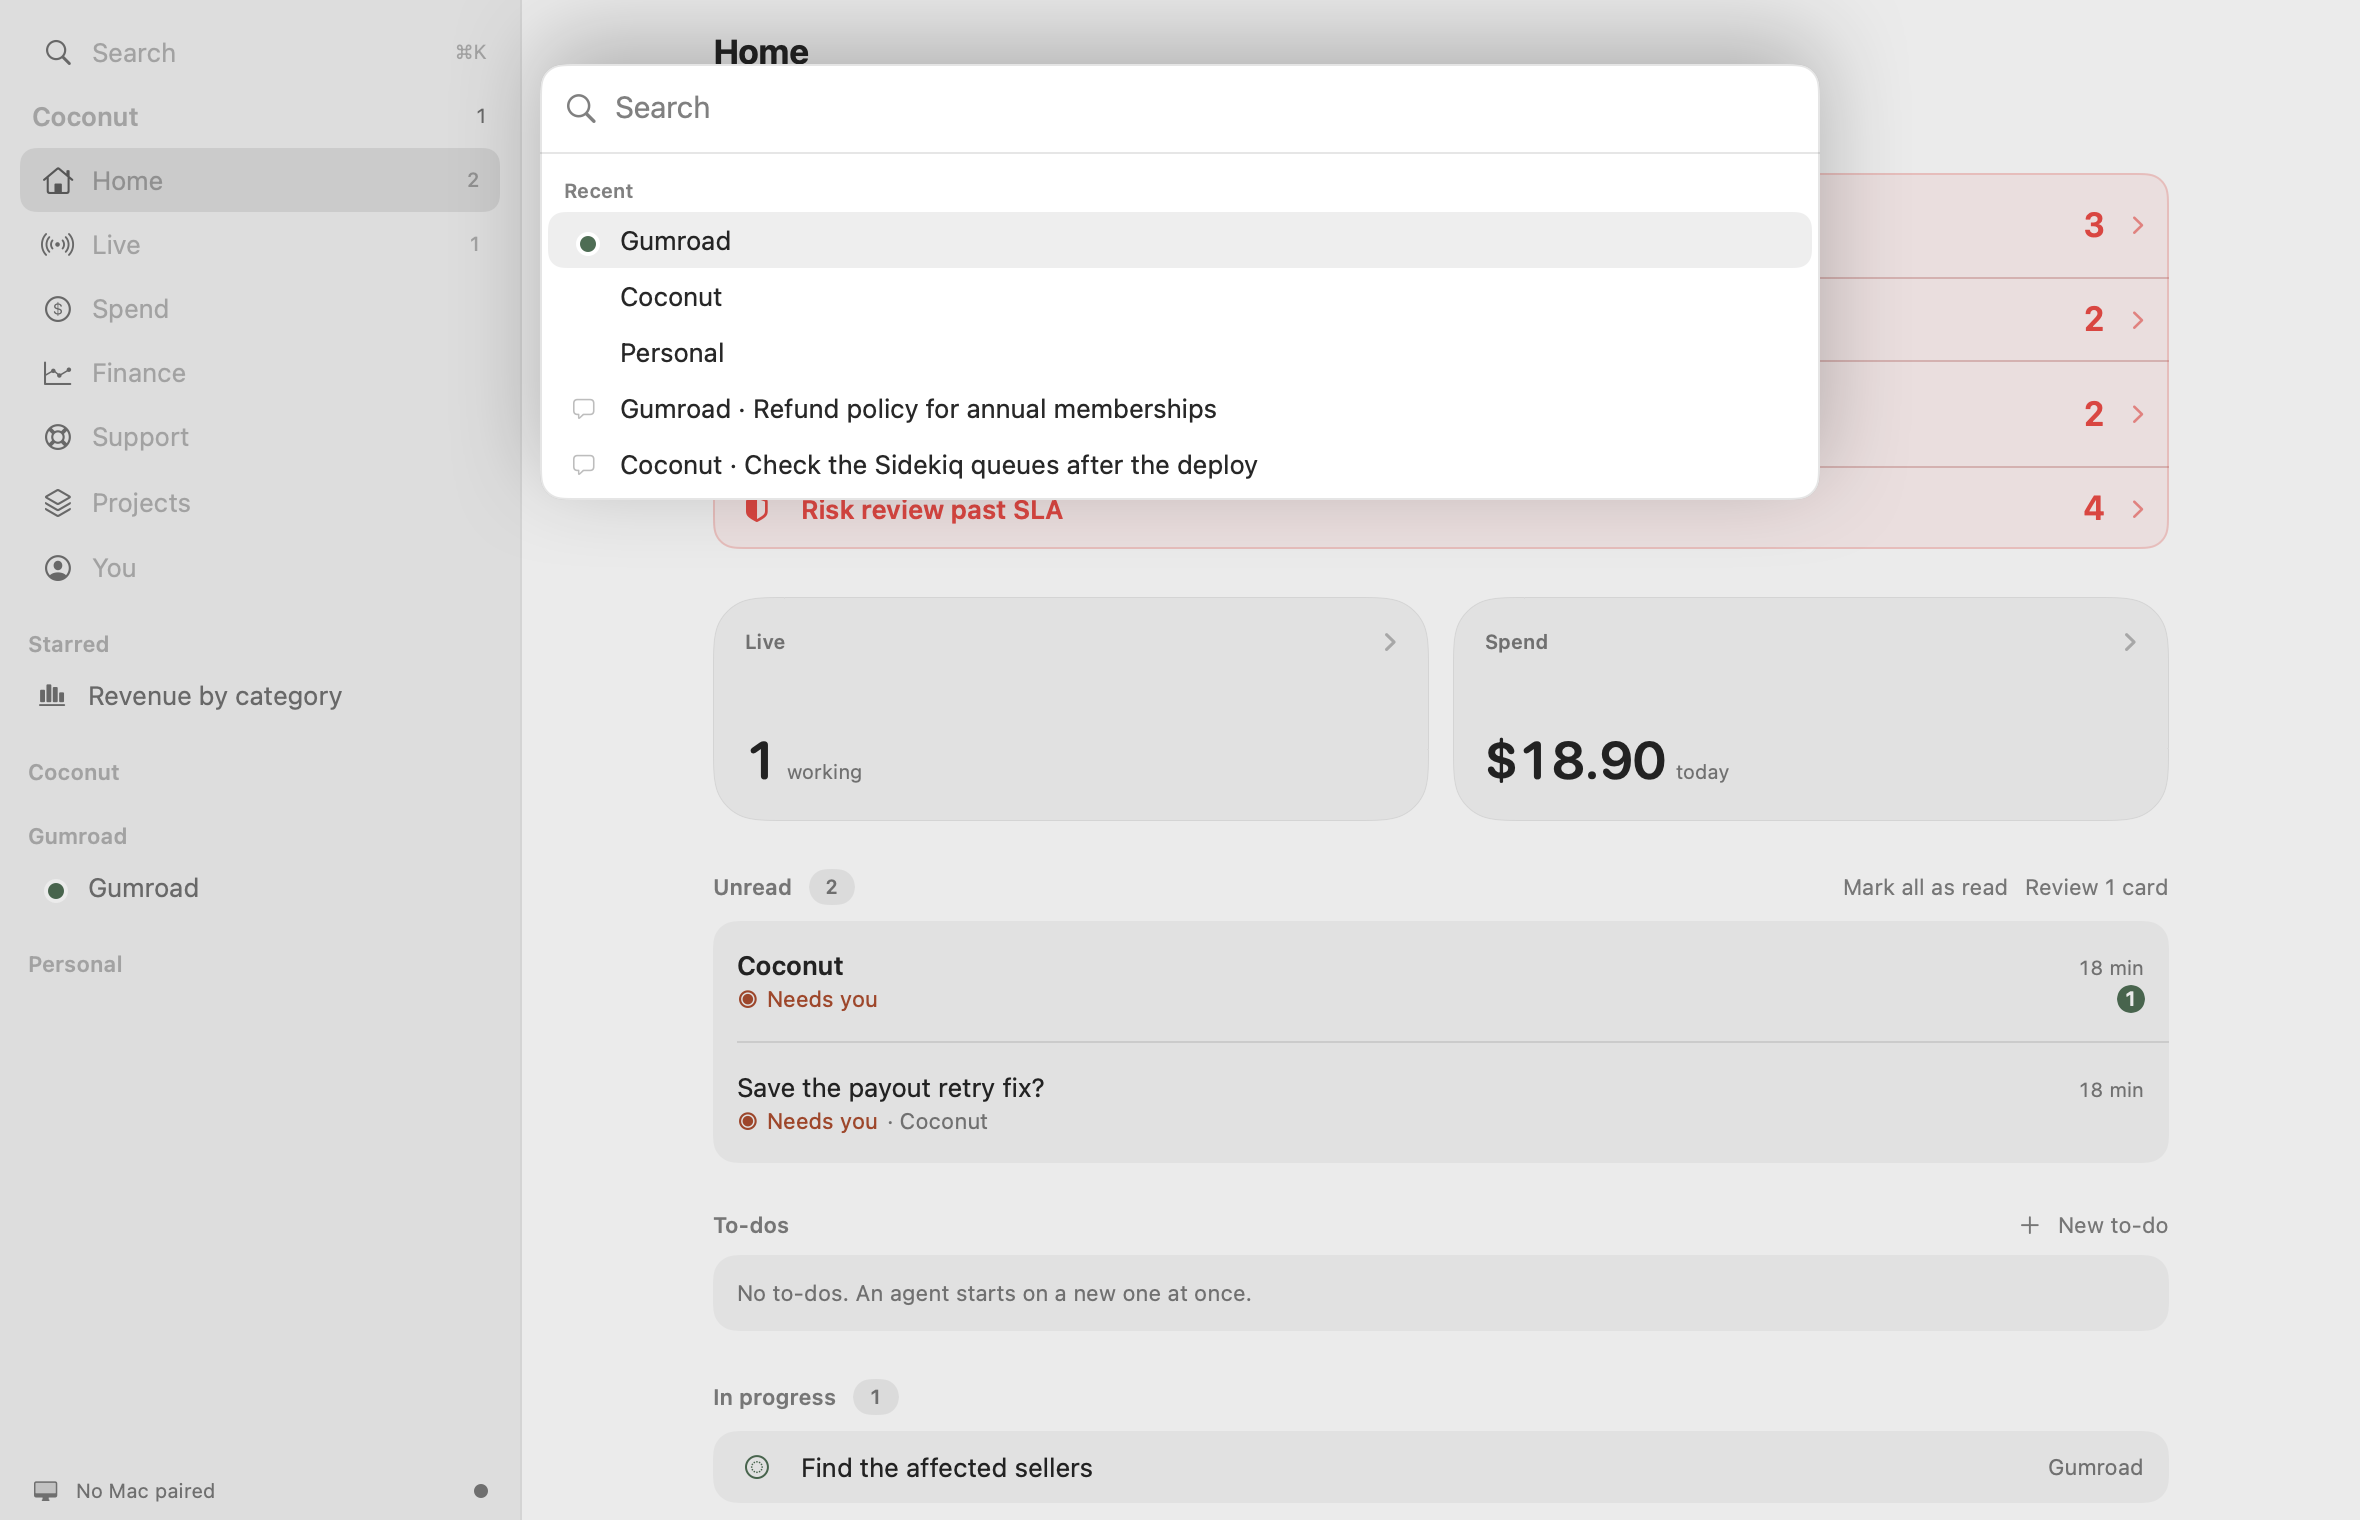 Search ⌘K
Coconut 1
Home 2
Live 1
Spend
Finance
Support
Projects
You
Starred
Revenue by category
Coconut
Gumroad
Gumroad
Personal
No Mac paired
Home
Search
Recent
Gumroad
Coconut
Personal
Gumroad · Refund policy for annual memberships
Coconut · Check the Sidekiq queues after the deploy
3
2
2
Risk review past SLA 4
Live
1 working
Spend
$18.90 today
Unread 2 Mark all as read Review 1 card
Coconut 18 min
Needs you 1
Save the payout retry fix? 18 min
Needs you · Coconut
To-dos + New to-do
No to-dos. An agent starts on a new one at once.
In progress 1
Find the affected sellers Gumroad